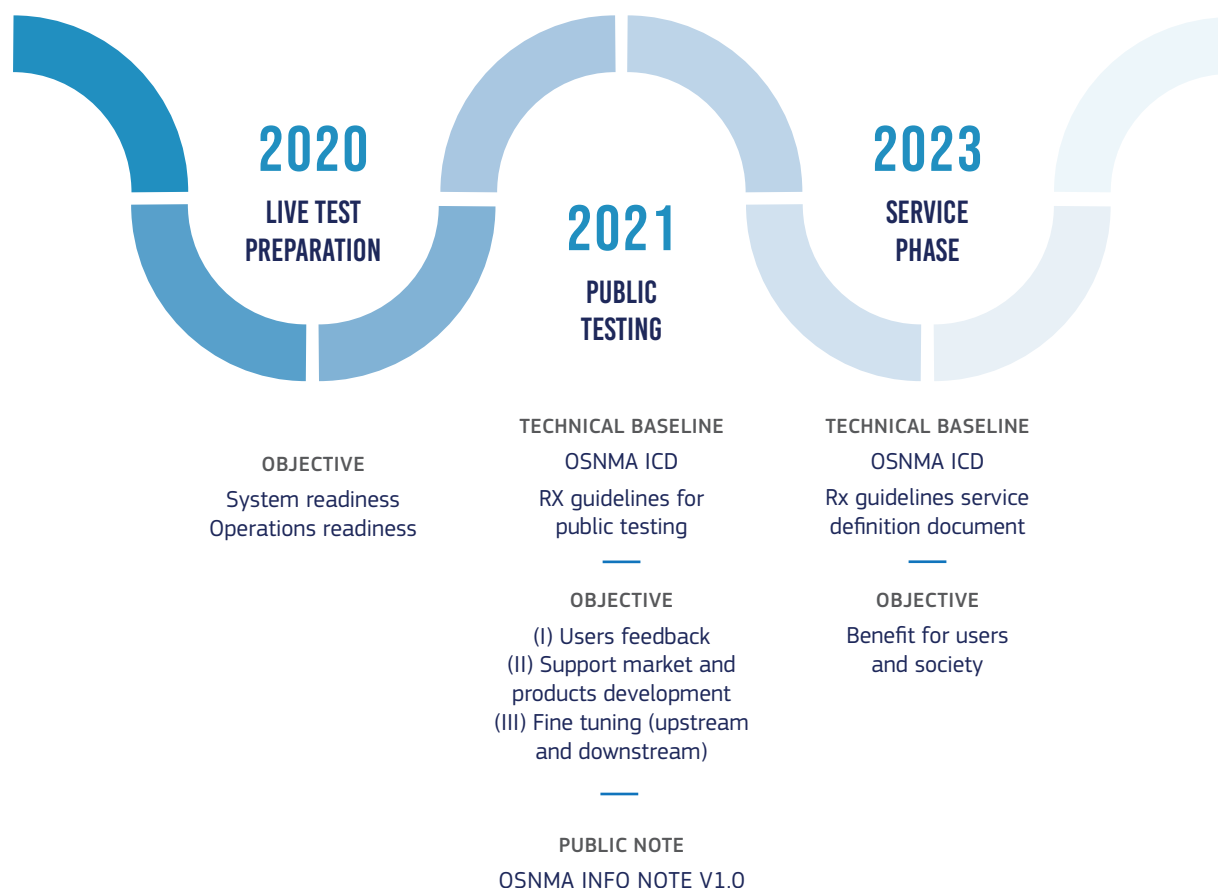 2020
LIVE TEST
PREPARATION
OBJECTIVE
System readiness
Operations readiness
2021
PUBLIC
TESTING
TECHNICAL BASELINE
OSNMA ICD
RX guidelines for
public testing
OBJECTIVE
(I) Users feedback
(II) Support market and
products development
(III) Fine tuning (upstream
and downstream)
PUBLIC NOTE
OSNMA INFO NOTE V1.0
2023
SERVICE
PHASE
TECHNICAL BASELINE
OSNMA ICD
Rx guidelines service
definition document
OBJECTIVE
Benefit for users
and society